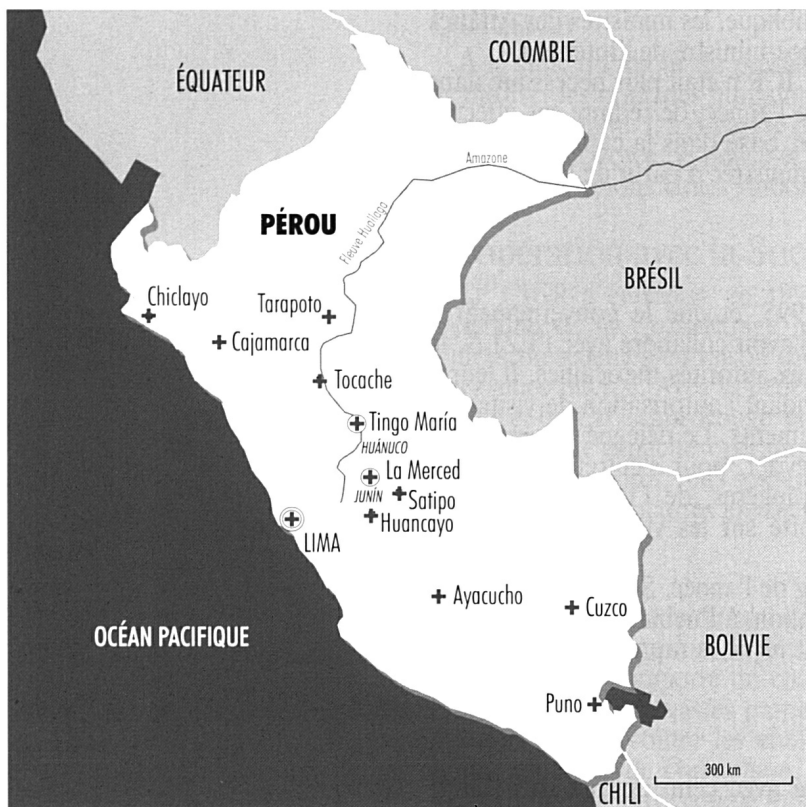 COLOMBIE
ÉQUATEUR
Amazone
PÉROU
Fleuve Huallaga
BRÉSIL
Chiclayo
Tarapoto
Cajamarca
Tocache
Tingo María
HUÁNUCO
La Merced
JUNÍN
Satipo
Huancayo
LIMA
Ayacucho
Cuzco
OCÉAN PACIFIQUE
BOLIVIE
Puno
300 km
CHILI